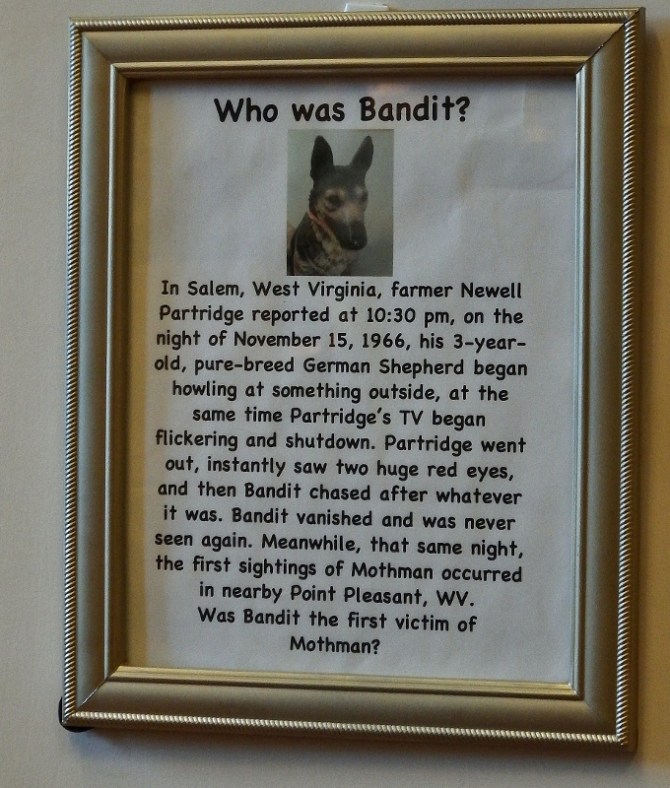 Who was Bandit?
In Salem, West Virginia, farmer Newell
Partridge reported at 10:30 pm, on the
night of November 15, 1966, his 3-year-
old, pure-breed German Shepherd began
howling at something outside, at the
same time Partridge's TV began
flickering and shutdown. Partridge went
out, instantly saw two huge red eyes,
and then Bandit chased after whatever
it was. Bandit vanished and was never
seen again. Meanwhile, that same night,
the first sightings of Mothman occurred
in nearby Point Pleasant, WV.
Was Bandit the first victim of
Mothman?